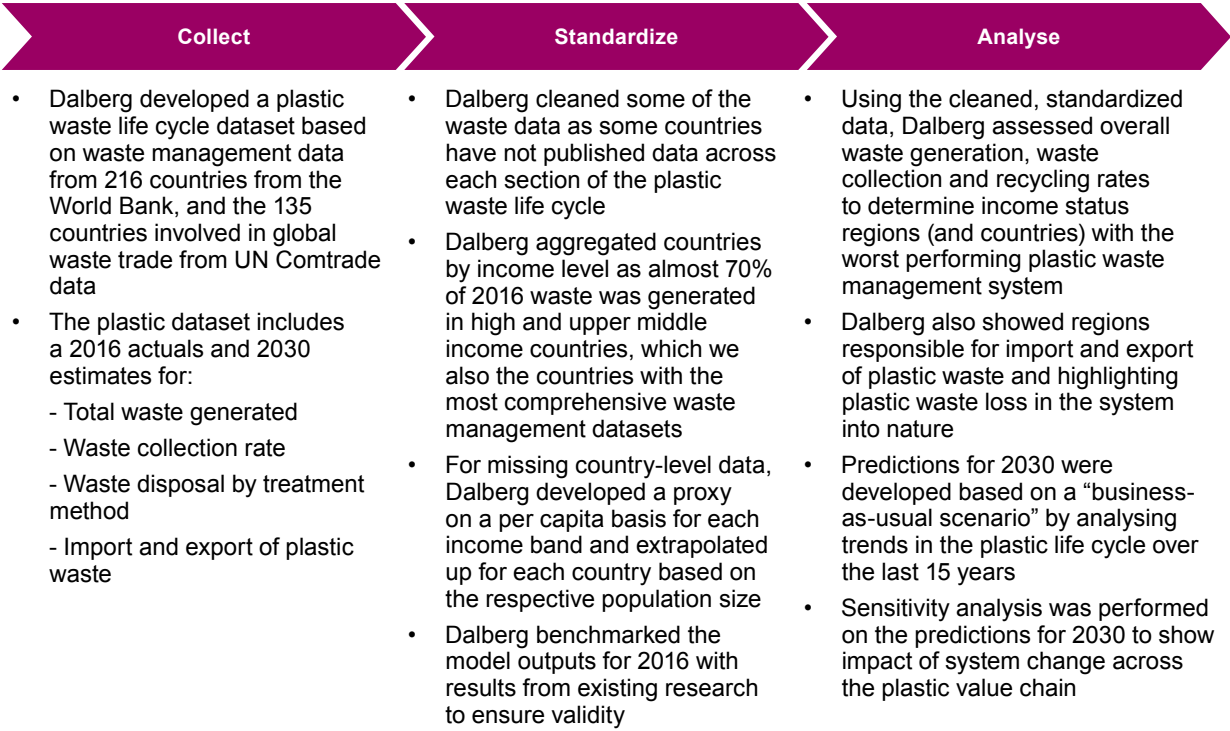 Collect
• Dalberg developed a plastic
waste life cycle dataset based
on waste management data
from 216 countries from the
World Bank, and the 135
countries involved in global
waste trade from UN Comtrade
data
• The plastic dataset includes
a 2016 actuals and 2030
estimates for:
- Total waste generated
- Waste collection rate
- Waste disposal by treatment
method
- Import and export of plastic
waste
Standardize
• Dalberg cleaned some of the
waste data as some countries
have not published data across
each section of the plastic
waste life cycle
• Dalberg aggregated countries
by income level as almost 70%
of 2016 waste was generated
in high and upper middle
income countries, which we
also the countries with the
most comprehensive waste
management datasets
• For missing country-level data,
Dalberg developed a proxy
on a per capita basis for each
income band and extrapolated
up for each country based on
the respective population size
• Dalberg benchmarked the
model outputs for 2016 with
results from existing research
to ensure validity
Analyse
• Using the cleaned, standardized
data, Dalberg assessed overall
waste generation, waste
collection and recycling rates
to determine income status
regions (and countries) with the
worst performing plastic waste
management system
• Dalberg also showed regions
responsible for import and export
of plastic waste and highlighting
plastic waste loss in the system
into nature
• Predictions for 2030 were
developed based on a “business-
as-usual scenario” by analysing
trends in the plastic life cycle over
the last 15 years
• Sensitivity analysis was performed
on the predictions for 2030 to show
impact of system change across
the plastic value chain